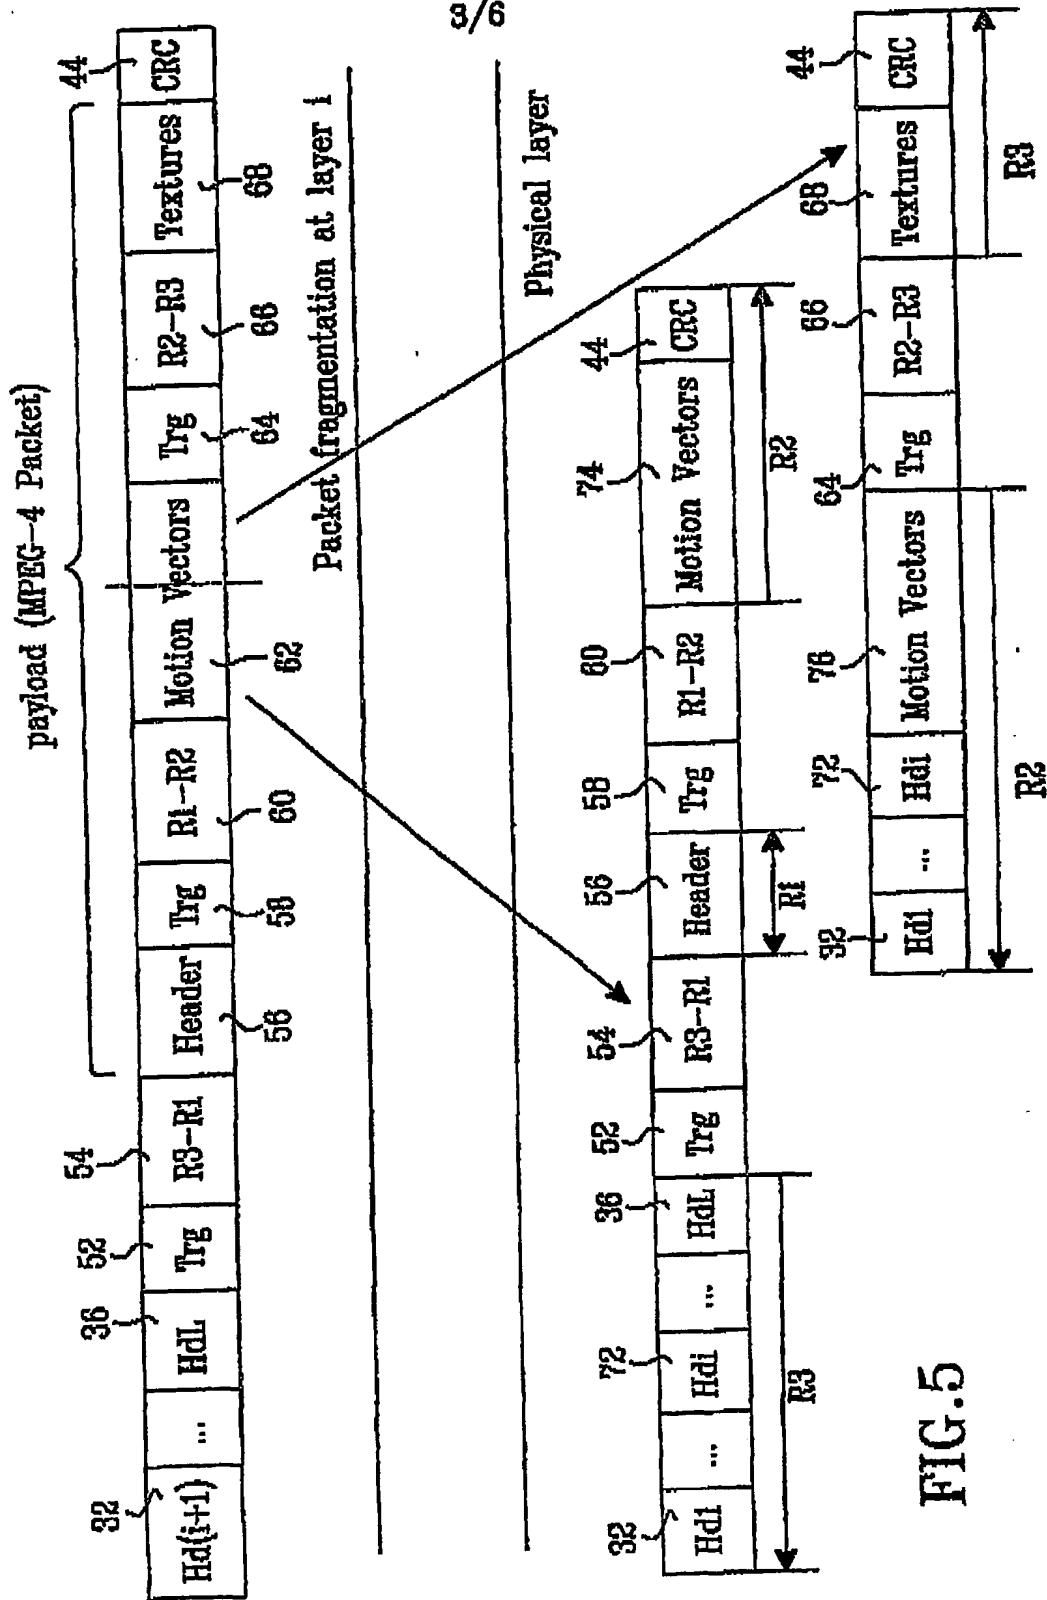 3/6
payload (MPEG-4 Packet)
32 36 52 54
Hd(i+1) ... HdL Trg R3-R1 Header Trg R1-R2 Motion Vectors Trg R2-R3 Textures CRC
44
56 58 60 62 64 66 68
Packet fragmentation at layer i
Physical layer
32 72 36 52 54 56 58 60 74 44
Hd1 ... Hdi ... HdL Trg R3-R1 Header Trg R1-R2 Motion Vectors CRC
R3 R1 R2
32 72 76 64 66 68 44
Hd1 ... Hdi Motion Vectors Trg R2-R3 Textures CRC
R2 R3
FIG.5